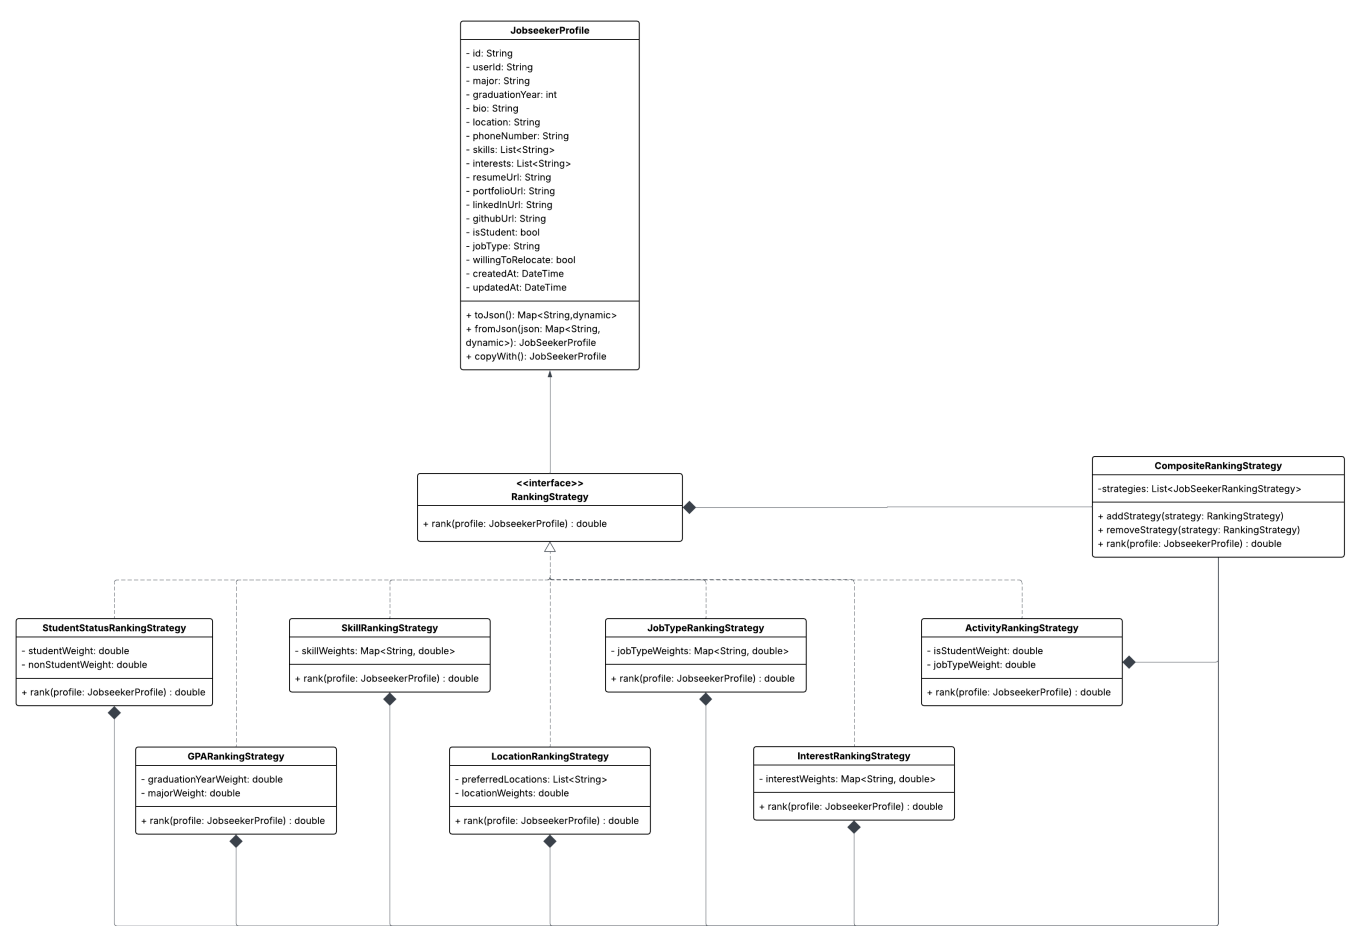 JobseekerProfile
- id: String
- userId: String
- major: String
- graduationYear: int
- bio: String
- location: String
- phoneNumber: String
- skills: List<String>
- interests: List<String>
- resumeUrl: String
- portfolioUrl: String
- linkedInUrl: String
- githubUrl: String
- isStudent: bool
- jobType: String
- willingToRelocate: bool
- createdAt: DateTime
- updatedAt: DateTime
+ toJson(): Map<String,dynamic>
+ fromJson(json: Map<String,
dynamic>): JobSeekerProfile
+ copyWith(): JobSeekerProfile
<<interface>>
RankingStrategy
+ rank(profile: JobseekerProfile) : double
CompositeRankingStrategy
-strategies: List<JobSeekerRankingStrategy>
+ addStrategy(strategy: RankingStrategy)
+ removeStrategy(strategy: RankingStrategy)
+ rank(profile: JobseekerProfile) : double
StudentStatusRankingStrategy
- studentWeight: double
- nonStudentWeight: double
+ rank(profile: JobseekerProfile) : double
SkillRankingStrategy
- skillWeights: Map<String, double>
+ rank(profile: JobseekerProfile) : double
JobTypeRankingStrategy
- jobTypeWeights: Map<String, double>
+ rank(profile: JobseekerProfile) : double
ActivityRankingStrategy
- isStudentWeight: double
- jobTypeWeight: double
+ rank(profile: JobseekerProfile) : double
GPARankingStrategy
- graduationYearWeight: double
- majorWeight: double
+ rank(profile: JobseekerProfile) : double
LocationRankingStrategy
- preferredLocations: List<String>
- locationWeights: double
+ rank(profile: JobseekerProfile) : double
InterestRankingStrategy
- interestWeights: Map<String, double>
+ rank(profile: JobseekerProfile) : double